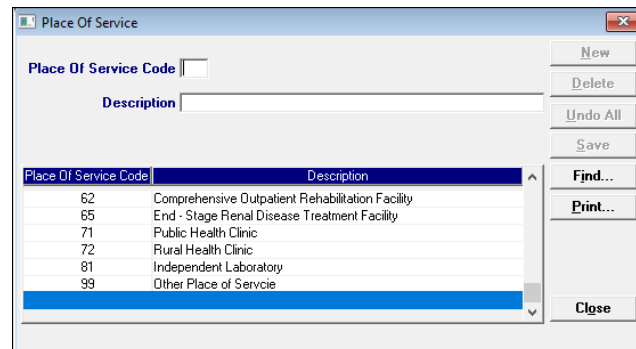 Place Of Service
New
Place Of Service Code
Delete
Description
Undo All
Save
Place Of Service Code Description
Find...
62 Comprehensive Outpatient Rehabilitation Facility
Print...
65 End - Stage Renal Disease Treatment Facility
71 Public Health Clinic
72 Rural Health Clinic
81 Independent Laboratory
99 Other Place of Servcie
Close